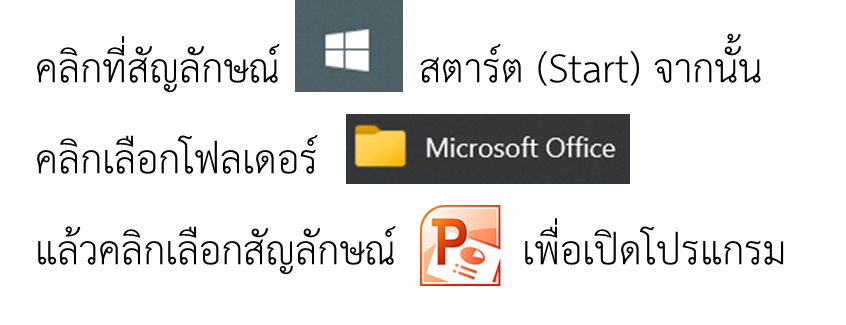 คลิกที่สัญลักษณ์ สตาร์ต (Start) จากนั้น
คลิกเลือกโฟลเดอร์ Microsoft Office
แล้วคลิกเลือกสัญลักษณ์ P เพื่อเปิดโปรแกรม